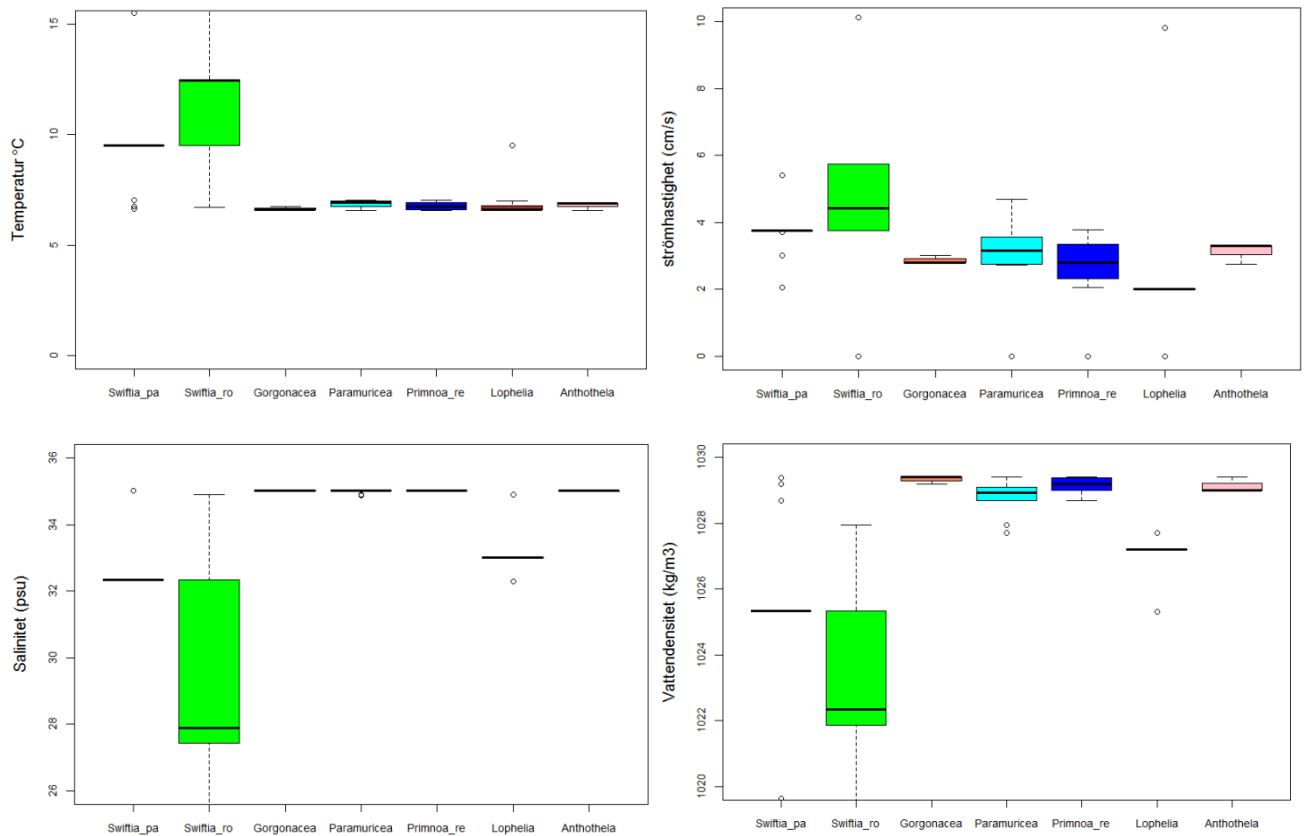 Temperatur °C
15
10
5
0
Swiftia_pa Swiftia_ro Gorgonacea Paramuricea Primnoa_re Lophelia Anthothela
strömhastighet (cm/s)
10
8
6
4
2
0
Swiftia_pa Swiftia_ro Gorgonacea Paramuricea Primnoa_re Lophelia Anthothela
Salinitet (psu)
36
34
32
30
28
26
Swiftia_pa Swiftia_ro Gorgonacea Paramuricea Primnoa_re Lophelia Anthothela
Vattendensitet (kg/m3)
1030
1028
1026
1024
1022
1020
Swiftia_pa Swiftia_ro Gorgonacea Paramuricea Primnoa_re Lophelia Anthothela